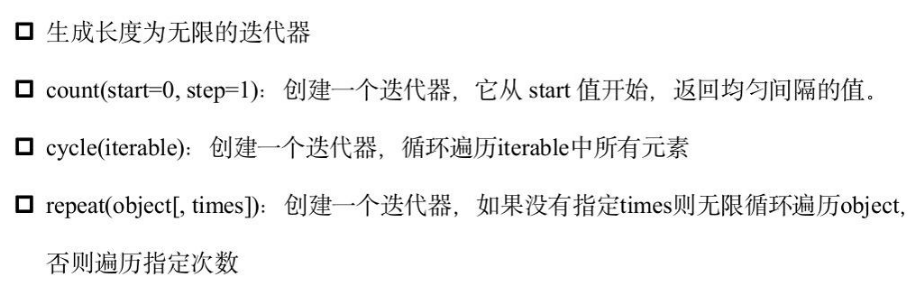 生成长度为无限的迭代器
count(start=0, step=1)：创建一个迭代器，它从 start 值开始，返回均匀间隔的值。
cycle(iterable)：创建一个迭代器，循环遍历iterable中所有元素
repeat(object[, times])：创建一个迭代器，如果没有指定times则无限循环遍历object,
否则遍历指定次数